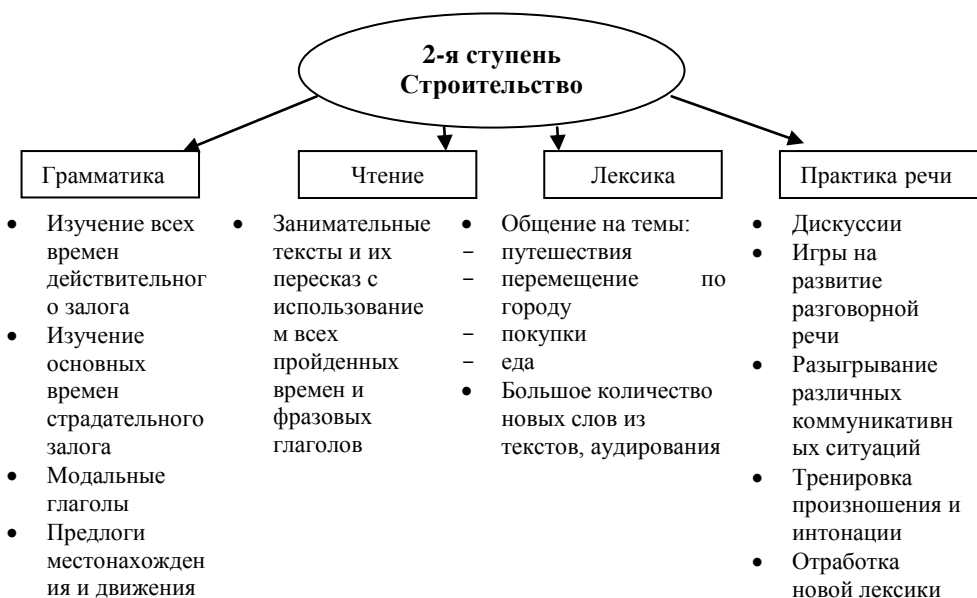 2-я ступень
Строительство
Грамматика
• Изучение всех
времен
действительног
о залога
• Изучение
основных
времен
страдательного
залога
• Модальные
глаголы
• Предлоги
местонахожден
ия и движения
Чтение
• Занимательные
тексты и их
пересказ с
использование
м всех
пройденных
времен и
фразовых
глаголов
Лексика
• Общение на темы:
− путешествия
− перемещение по
городу
− покупки
− еда
• Большое количество
новых слов из
текстов, аудирования
Практика речи
• Дискуссии
• Игры на
развитие
разговорной
речи
• Разыгрывание
различных
коммуникативн
ых ситуаций
• Тренировка
произношения и
интонации
• Отработка
новой лексики